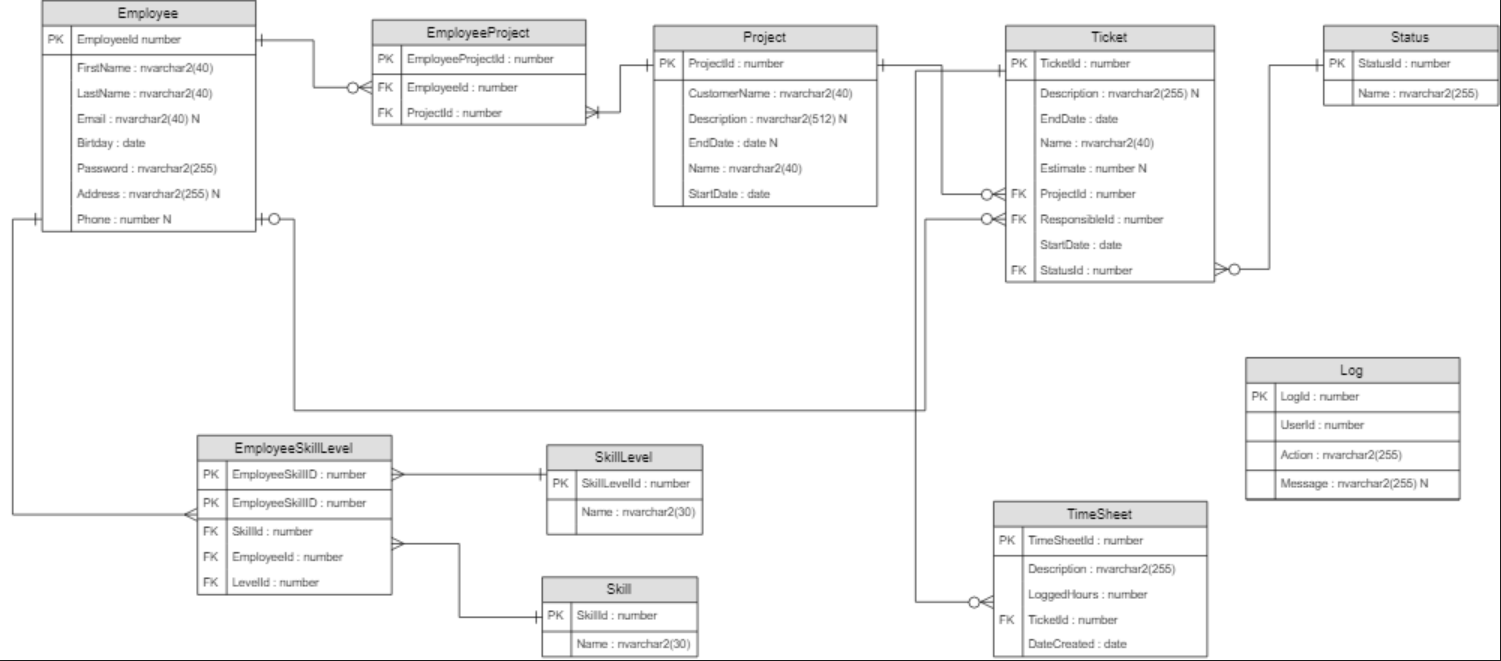 Employee
PK EmployeeId number
FirstName : nvarchar2(40)
LastName : nvarchar2(40)
Email : nvarchar2(40) N
Birtday : date
Password : nvarchar2(255)
Address : nvarchar2(255) N
Phone : number N
EmployeeProject
PK EmployeeProjectId : number
FK EmployeeId : number
FK ProjectId : number
Project
PK ProjectId : number
CustomerName : nvarchar2(40)
Description : nvarchar2(512) N
EndDate : date N
Name : nvarchar2(40)
StartDate : date
Ticket
PK TicketId : number
Description : nvarchar2(255) N
EndDate : date
Name : nvarchar2(40)
Estimate : number N
FK ProjectId : number
FK ResponsibleId : number
StartDate : date
FK StatusId : number
Status
PK StatusId : number
Name : nvarchar2(255)
Log
PK LogId : number
UserId : number
Action : nvarchar2(255)
Message : nvarchar2(255) N
EmployeeSkillLevel
PK EmployeeSkillID : number
PK EmployeeSkillID : number
FK SkillId : number
FK EmployeeId : number
FK LevelId : number
SkillLevel
PK SkillLevelId : number
Name : nvarchar2(30)
Skill
PK SkillId : number
Name : nvarchar2(30)
TimeSheet
PK TimeSheetId : number
Description : nvarchar2(255)
LoggedHours : number
FK TicketId : number
DateCreated : date